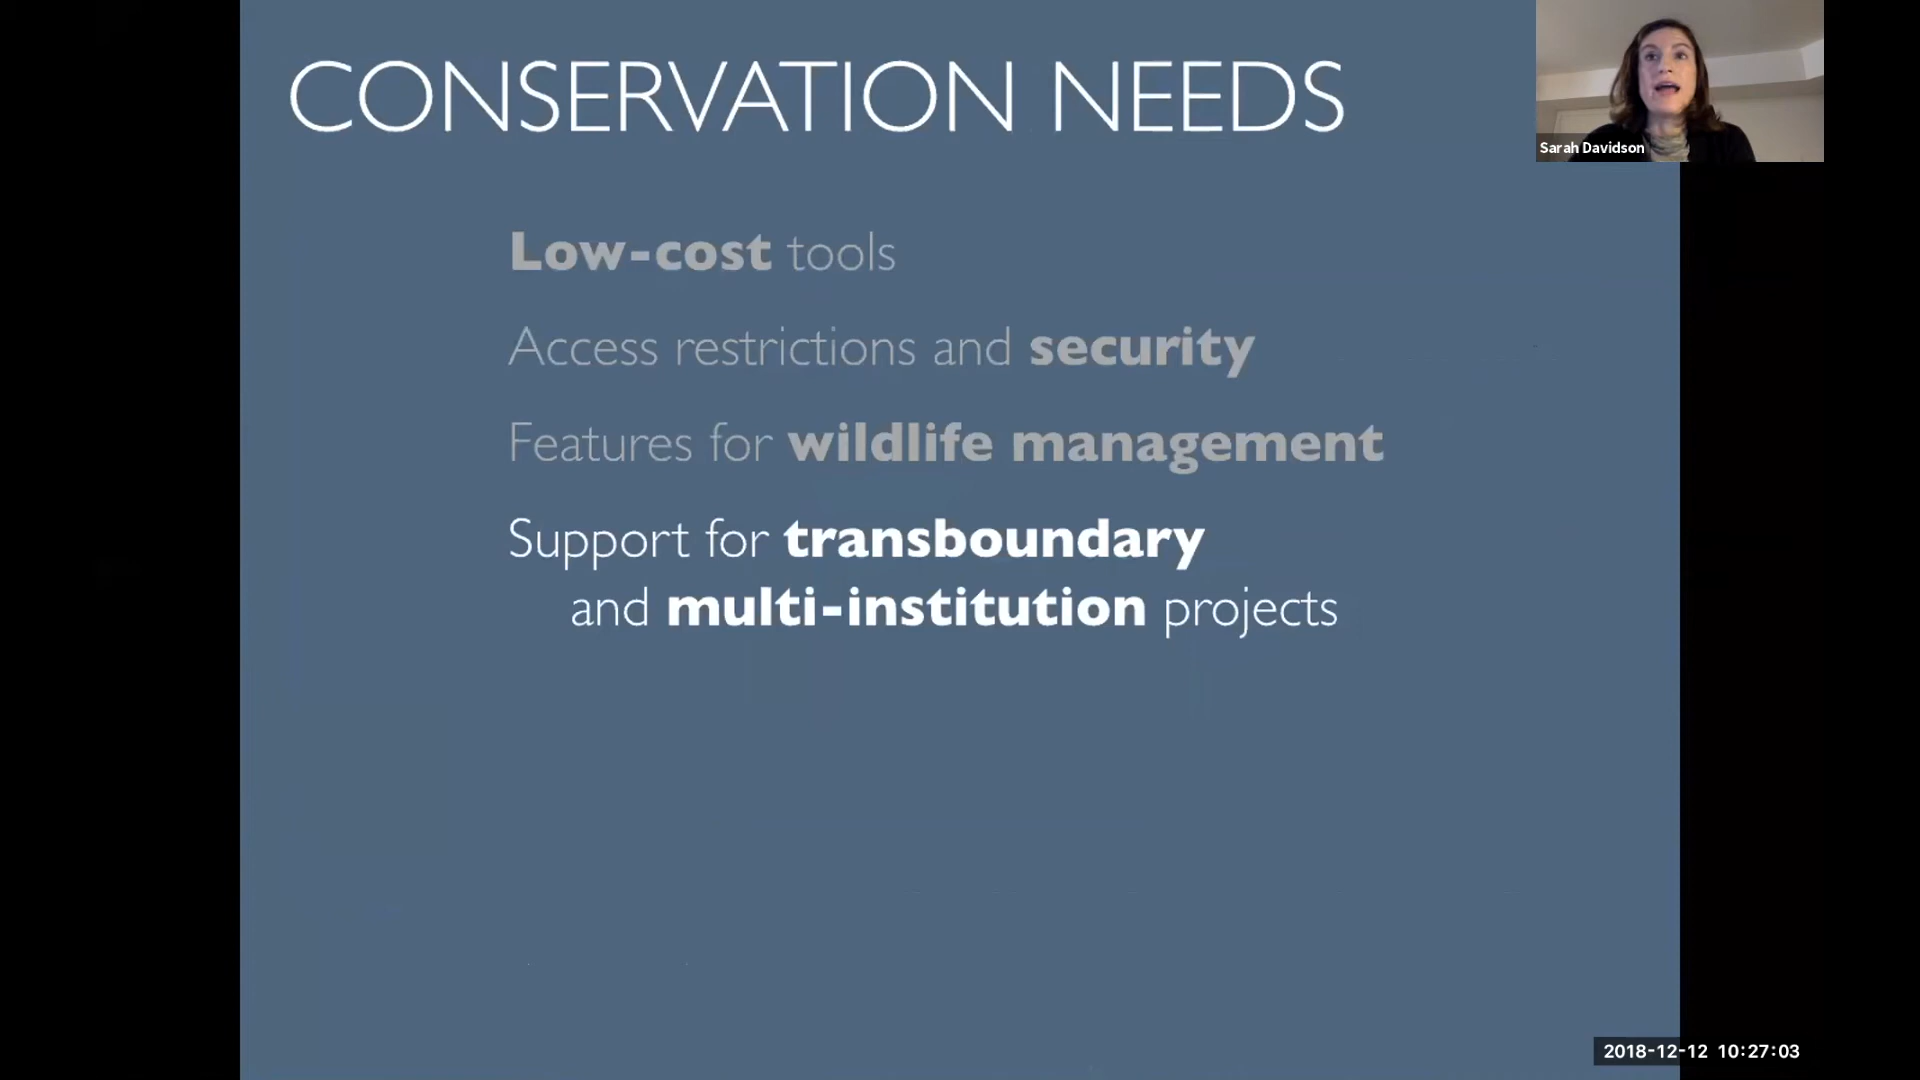 CONSERVATION NEEDS
Sarah Davidson
Low-cost tools
Access restrictions and security
Features for wildlife management
Support for transboundary
and multi-institution projects
2018-12-12 10:27:03